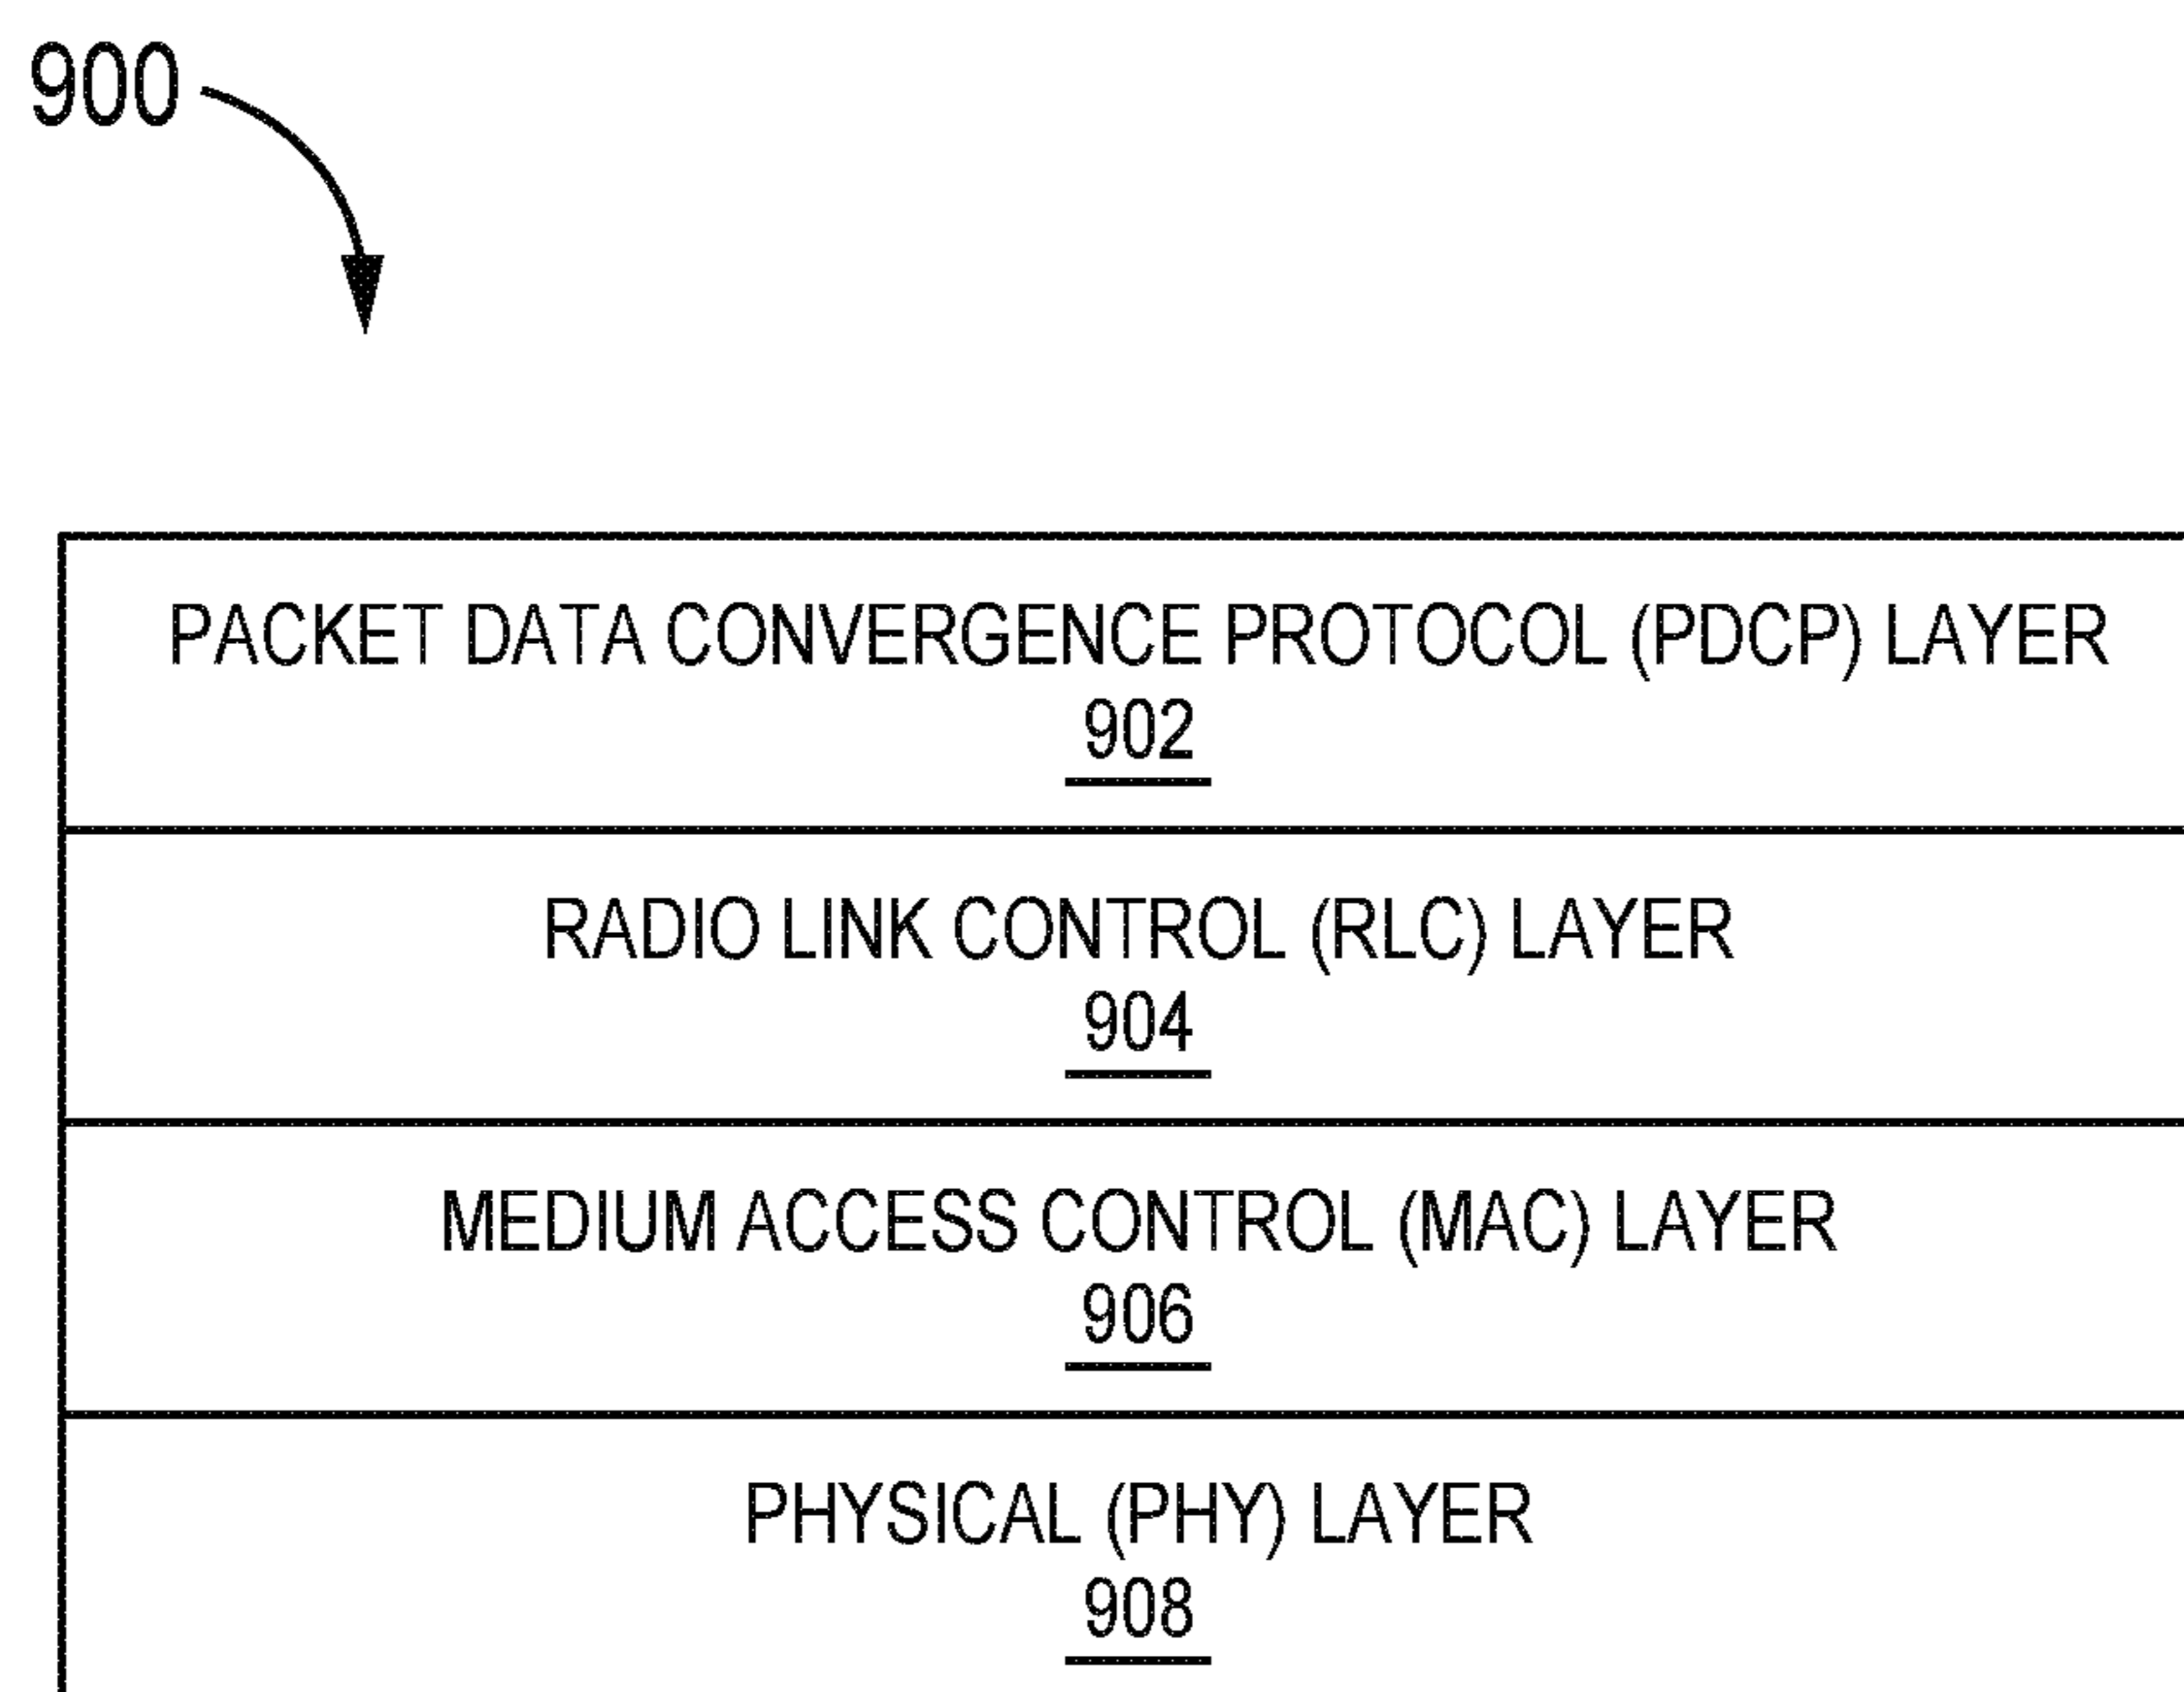 900
PACKET DATA CONVERGENCE PROTOCOL (PDCP) LAYER
902
RADIO LINK CONTROL (RLC) LAYER
904
MEDIUM ACCESS CONTROL (MAC) LAYER
906
PHYSICAL (PHY) LAYER
908